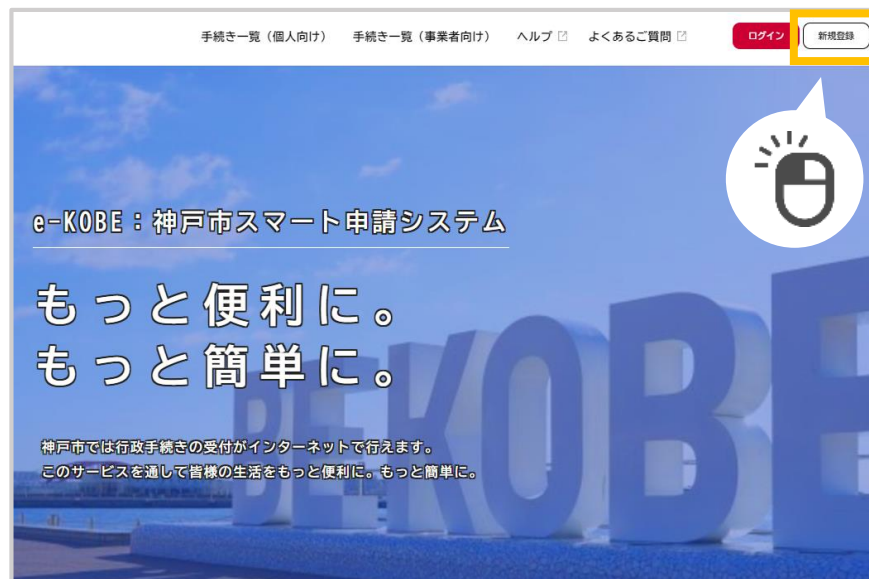 手続き一覧（個人向け） 手続き一覧（事業者向け） ヘルプ よくあるご質問 ログイン 新規登録
e-KOBE：神戸市スマート申請システム
もっと便利に。
もっと簡単に。
神戸市では行政手続きの受付がインターネットで行えます。
このサービスを通して皆様の生活をもっと便利に。もっと簡単に。
BE KOBE